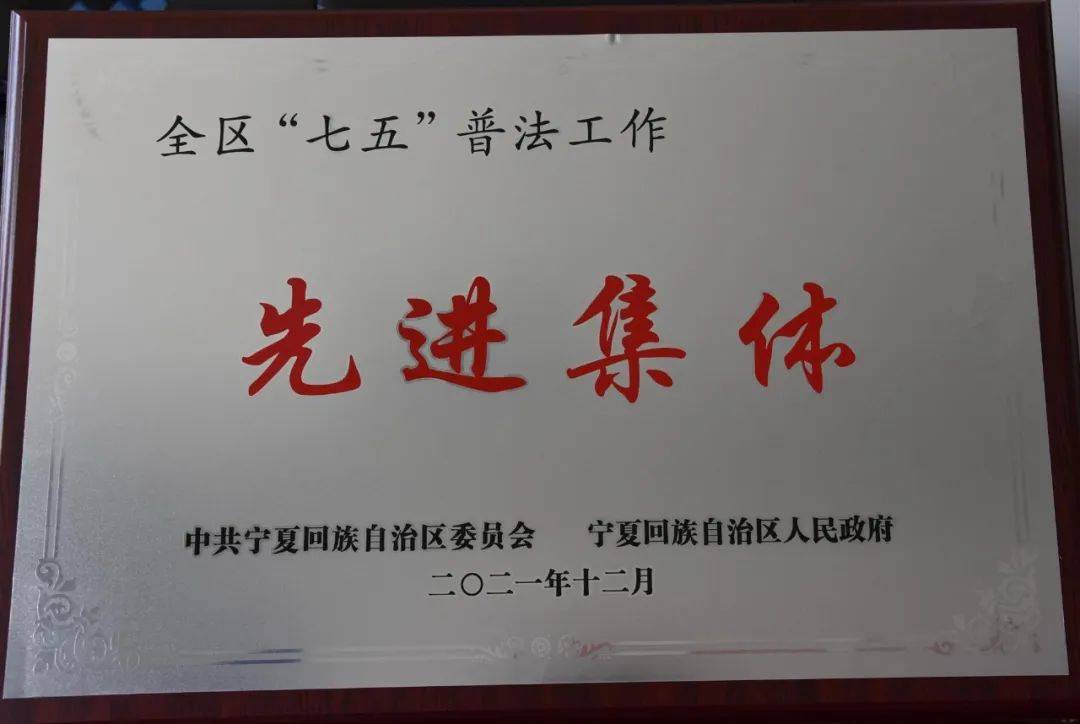 全区“七五”普法工作
先进集体
中共宁夏回族自治区委员会 宁夏回族自治区人民政府
二〇二一年十二月